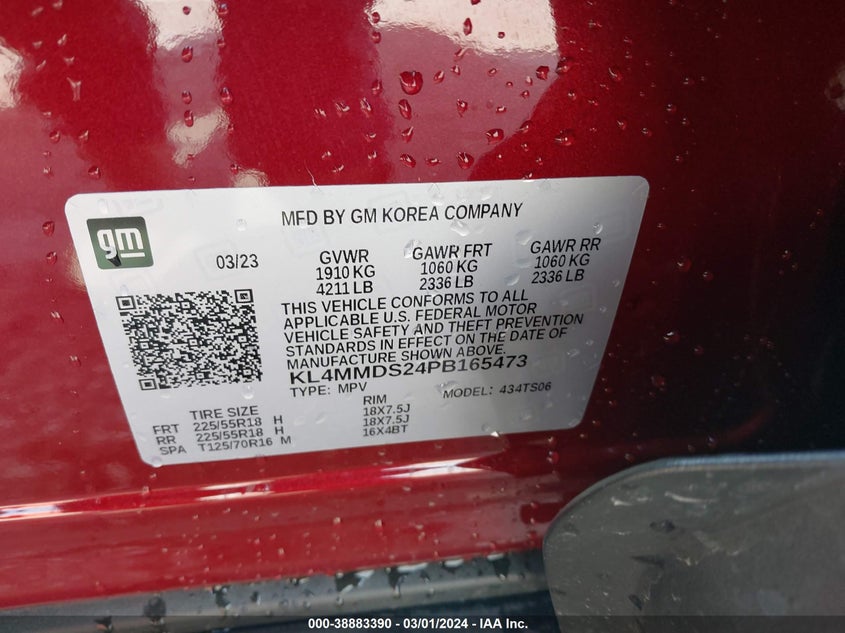 MFD BY GM KOREA COMPANY
gm
03/23
GVWR GAWR FRT GAWR RR
1910 KG 1060 KG 1060 KG
4211 LB 2336 LB 2336 LB
THIS VEHICLE CONFORMS TO ALL
APPLICABLE U.S. FEDERAL MOTOR
VEHICLE SAFETY AND THEFT PREVENTION
STANDARDS IN EFFECT ON THE DATE OF
MANUFACTURE SHOWN ABOVE.
KL4MMDS24PB165473
TYPE: MPV MODEL: 434TS06
TIRE SIZE RIM
FRT 225/55R18 H 18X7.5J
RR 225/55R18 H 18X7.5J
SPA T125/70R16 M 16X4BT
000-38883390 - 03/01/2024 - IAA Inc.